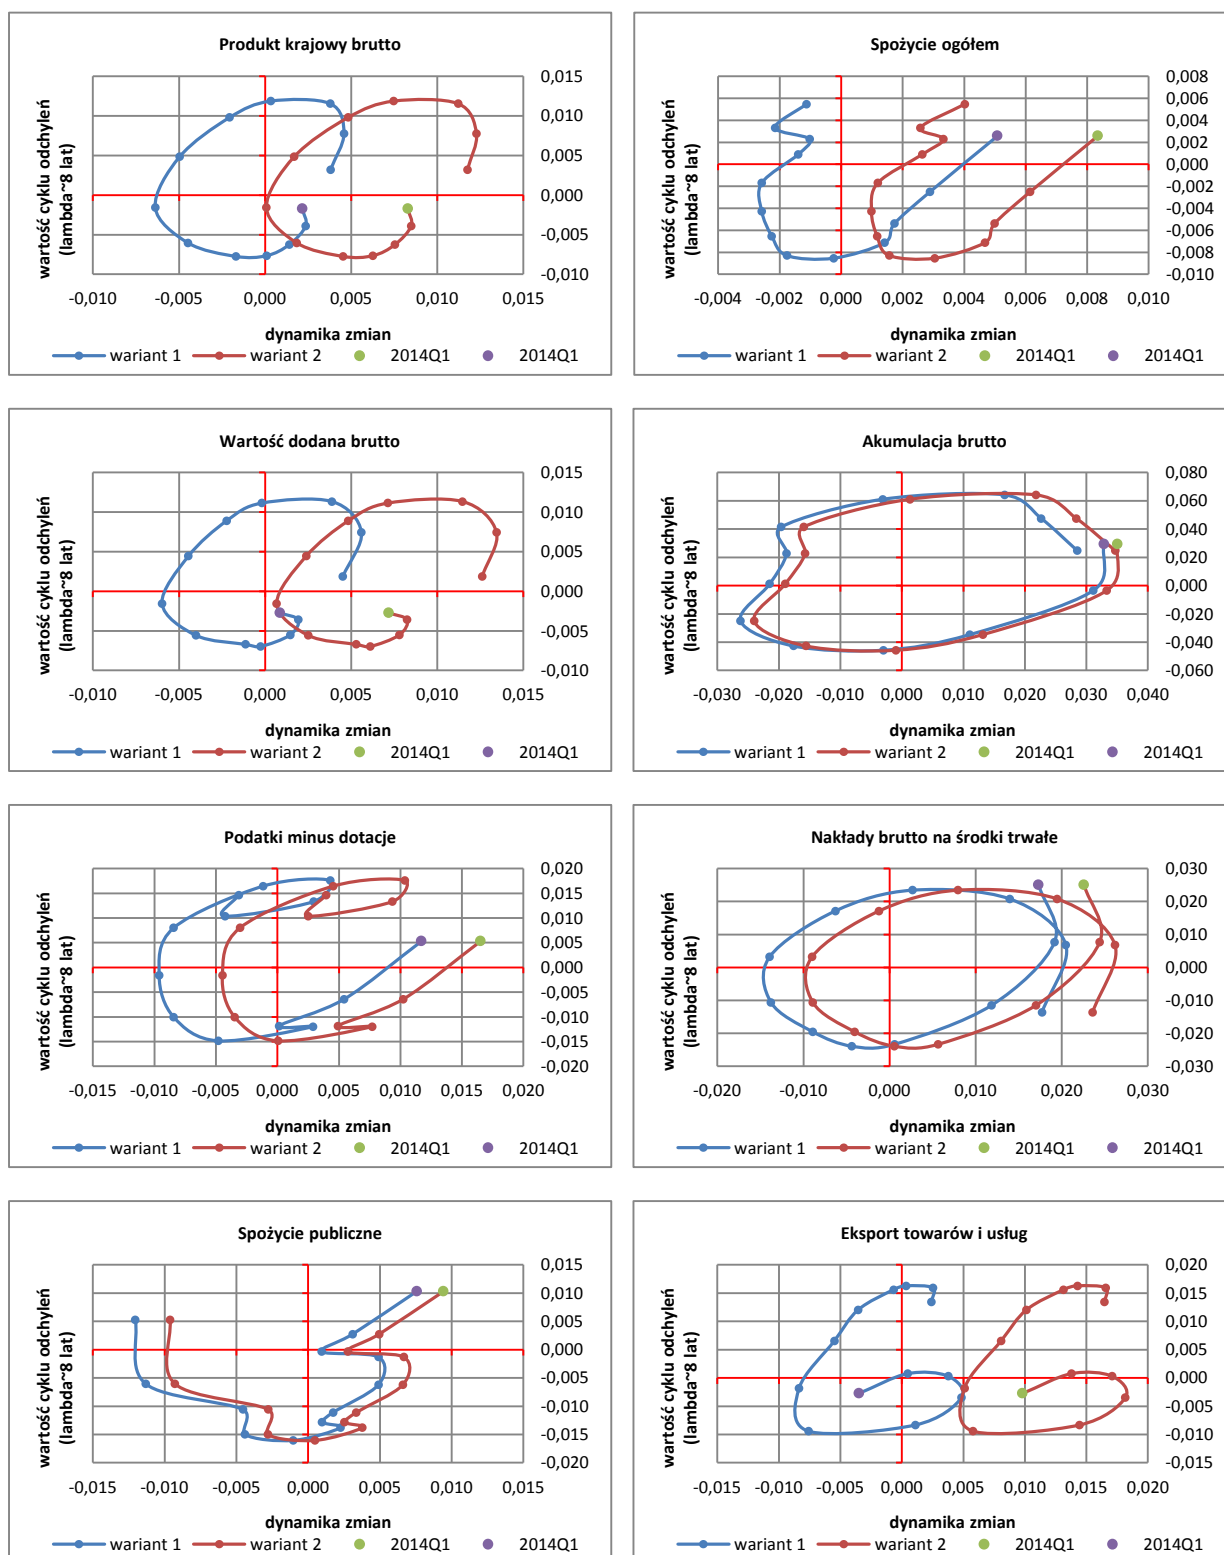 Produkt krajowy brutto
wartość cyklu odchyleń
(lambda~8 lat)
0,015
0,010
0,005
0,000
-0,005
-0,010
-0,010 -0,005 0,000 0,005 0,010 0,015
dynamika zmian
wariant 1 wariant 2 2014Q1 2014Q1
Spożycie ogółem
wartość cyklu odchyleń
(lambda~8 lat)
0,008
0,006
0,004
0,002
0,000
-0,002
-0,004
-0,006
-0,008
-0,010
-0,004 -0,002 0,000 0,002 0,004 0,006 0,008 0,010
dynamika zmian
wariant 1 wariant 2 2014Q1 2014Q1
Wartość dodana brutto
wartość cyklu odchyleń
(lambda~8 lat)
0,015
0,010
0,005
0,000
-0,005
-0,010
-0,010 -0,005 0,000 0,005 0,010 0,015
dynamika zmian
wariant 1 wariant 2 2014Q1 2014Q1
Akumulacja brutto
wartość cyklu odchyleń
(lambda~8 lat)
0,080
0,060
0,040
0,020
0,000
-0,020
-0,040
-0,060
-0,030 -0,020 -0,010 0,000 0,010 0,020 0,030 0,040
dynamika zmian
wariant 1 wariant 2 2014Q1 2014Q1
Podatki minus dotacje
wartość cyklu odchyleń
(lambda~8 lat)
0,020
0,015
0,010
0,005
0,000
-0,005
-0,010
-0,015
-0,020
-0,015 -0,010 -0,005 0,000 0,005 0,010 0,015 0,020
dynamika zmian
wariant 1 wariant 2 2014Q1 2014Q1
Nakłady brutto na środki trwałe
wartość cyklu odchyleń
(lambda~8 lat)
0,030
0,020
0,010
0,000
-0,010
-0,020
-0,030
-0,020 -0,010 0,000 0,010 0,020 0,030
dynamika zmian
wariant 1 wariant 2 2014Q1 2014Q1
Spożycie publiczne
wartość cyklu odchyleń
(lambda~8 lat)
0,015
0,010
0,005
0,000
-0,005
-0,010
-0,015
-0,020
-0,015 -0,010 -0,005 0,000 0,005 0,010 0,015
dynamika zmian
wariant 1 wariant 2 2014Q1 2014Q1
Eksport towarów i usług
wartość cyklu odchyleń
(lambda~8 lat)
0,020
0,015
0,010
0,005
0,000
-0,005
-0,010
-0,015
-0,015 -0,010 -0,005 0,000 0,005 0,010 0,015 0,020
dynamika zmian
wariant 1 wariant 2 2014Q1 2014Q1